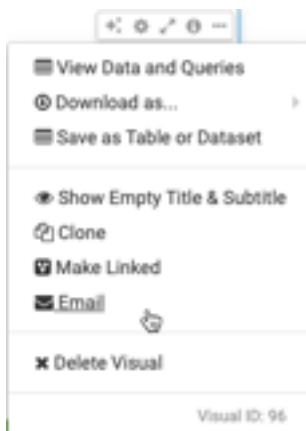 View Data and Queries
Download as...
Save as Table or Dataset
Show Empty Title & Subtitle
Clone
Make Linked
Email
Delete Visual
Visual ID: 96